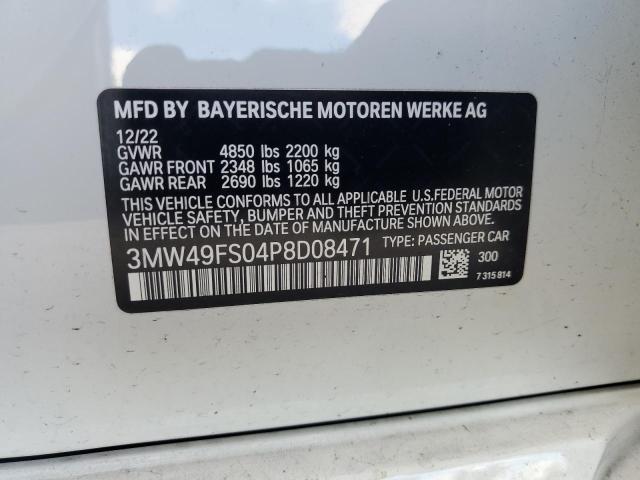 MFD BY BAYERISCHE MOTOREN WERKE AG
12/22
GVWR 4850 lbs 2200 kg
GAWR FRONT 2348 lbs 1065 kg
GAWR REAR 2690 lbs 1220 kg
THIS VEHICLE CONFORMS TO ALL APPLICABLE U.S.FEDERAL MOTOR
VEHICLE SAFETY, BUMPER AND THEFT PREVENTION STANDARDS
IN EFFECT ON THE DATE OF MANUFACTURE SHOWN ABOVE.
3MW49FS04P8D08471 TYPE: PASSENGER CAR
300
7 315 814